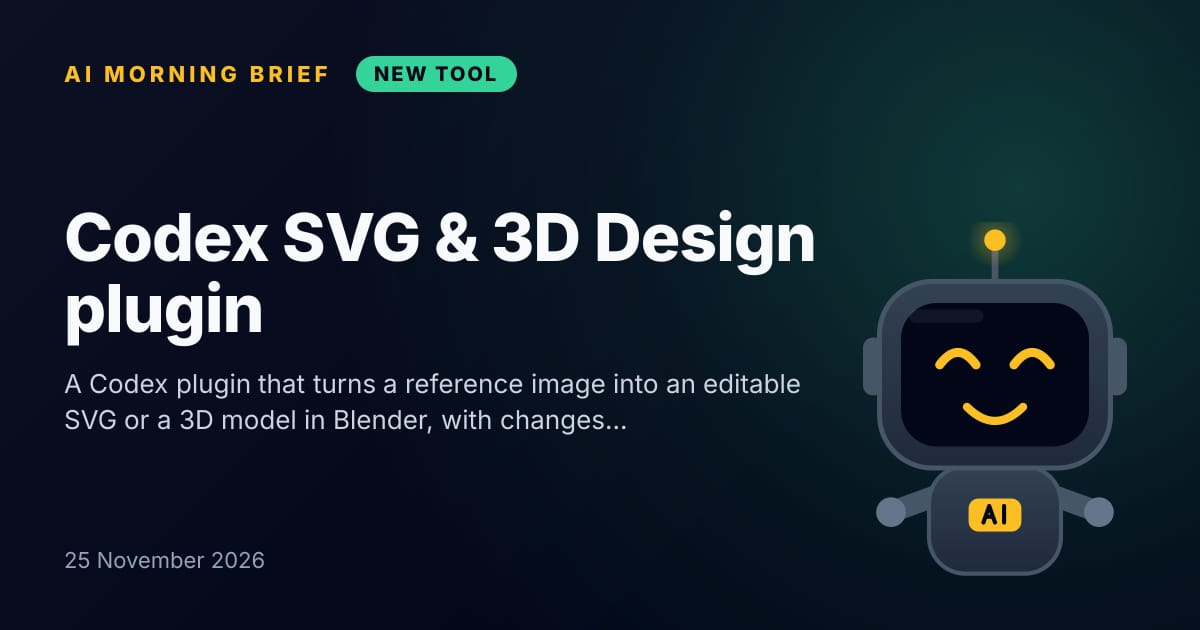 AI MORNING BRIEF NEW TOOL
Codex SVG & 3D Design
plugin
A Codex plugin that turns a reference image into an editable
SVG or a 3D model in Blender, with changes...
AI
25 November 2026